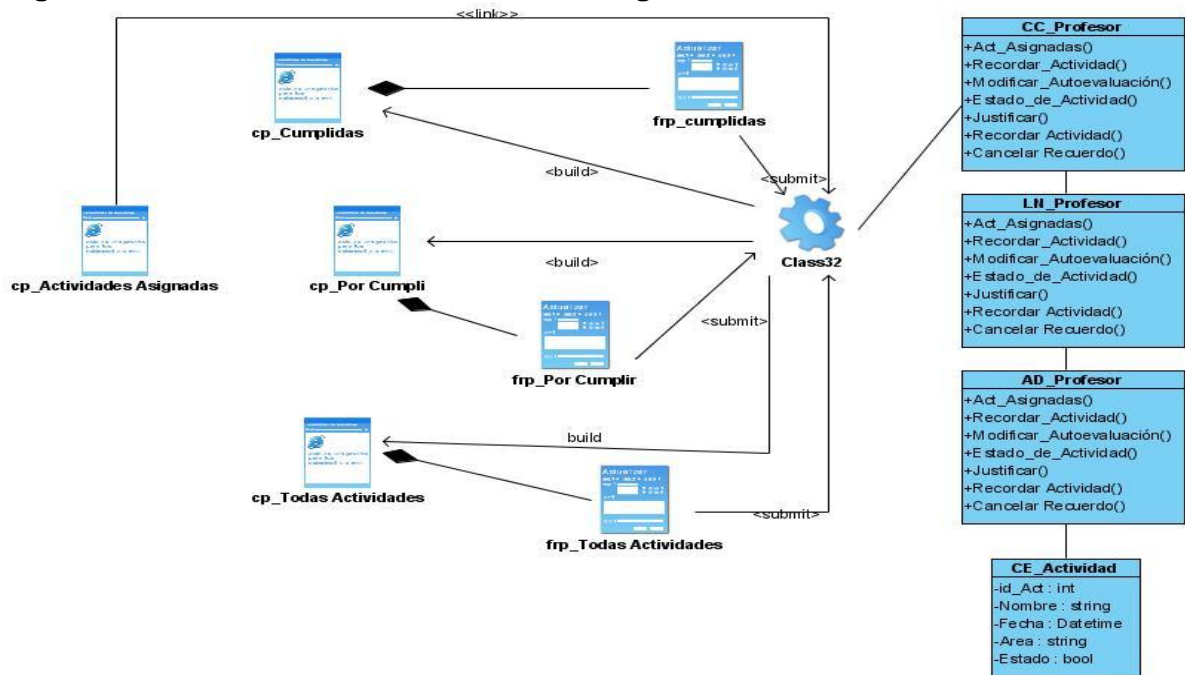 <<link>>
cp_Cumplidas
Actualizar
frp_cumplidas
<build>
<submit>
Class32
cp_Actividades Asignadas
cp_Por Cumpli
<build>
Actualizar
frp_Por Cumplir
<submit>
cp_Todas Actividades
build
Actualizar
frp_Todas Actividades
<submit>
CC_Profesor
+Act_Asignadas()
+Recordar_Actividad()
+Modificar_Autoevaluación()
+Estado_de_Actividad()
+Justificar()
+Recordar Actividad()
+Cancelar Recuerdo()
LN_Profesor
+Act_Asignadas()
+Recordar_Actividad()
+Modificar_Autoevaluación()
+Estado_de_Actividad()
+Justificar()
+Recordar Actividad()
+Cancelar Recuerdo()
AD_Profesor
+Act_Asignadas()
+Recordar_Actividad()
+Modificar_Autoevaluación()
+Estado_de_Actividad()
+Justificar()
+Recordar Actividad()
+Cancelar Recuerdo()
CE_Actividad
-id_Act : int
-Nombre : string
-Fecha : Datetime
-Area : string
-Estado : bool